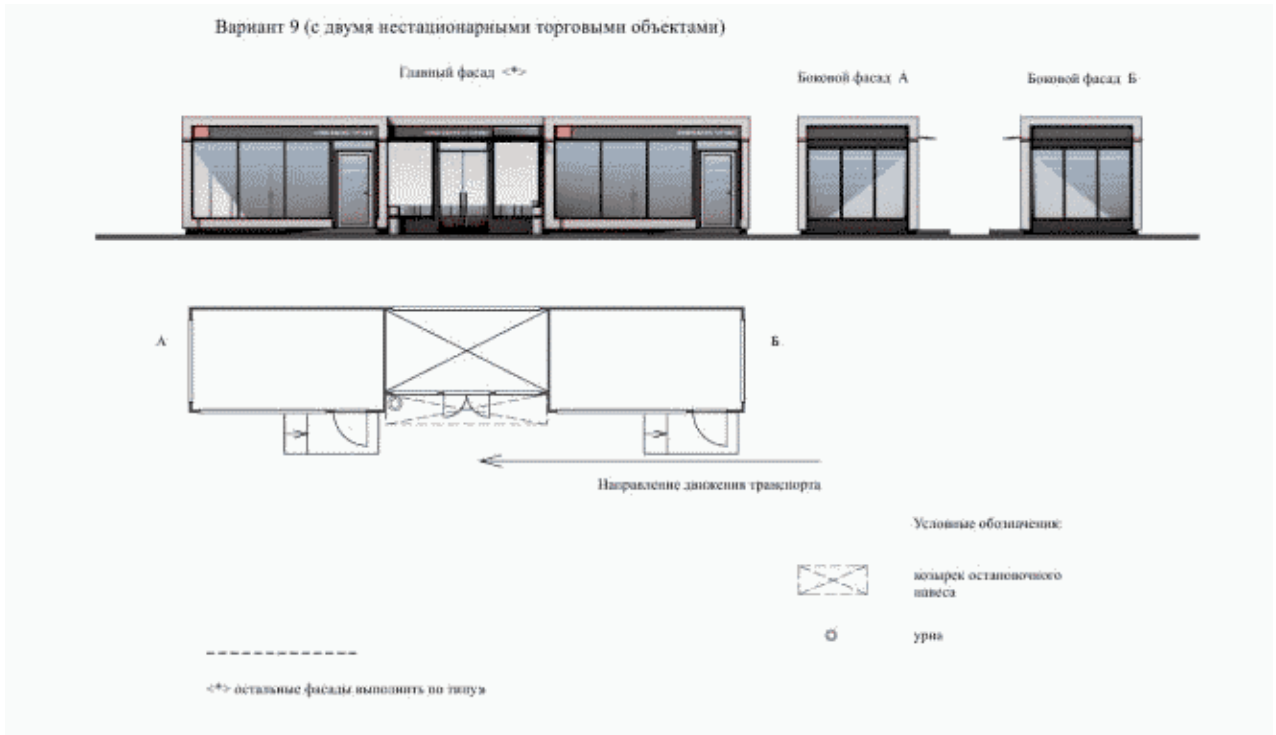 Вариант 9 (с двумя нестационарными торговыми объектами)
Главный фасад <*>
Боковой фасад А
Боковой фасад Б
А
Б
Направление движения транспорта
Условные обозначения:
козырек остановочного
навеса
урна
<*> остальные фасады выполнить по типу»